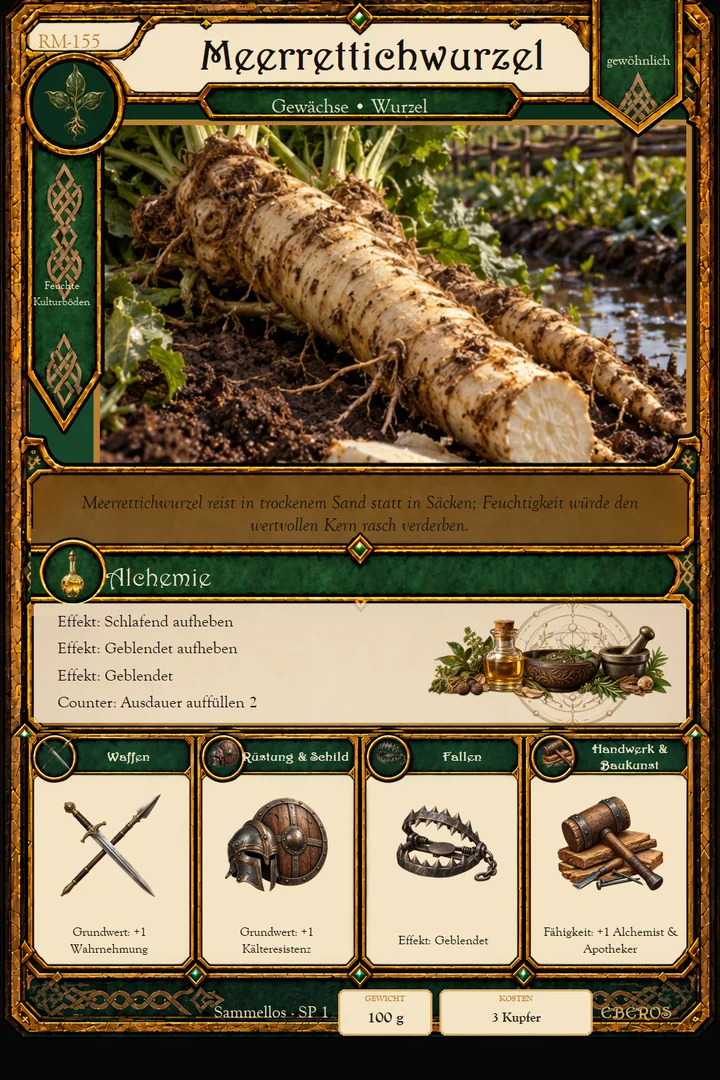 RM-155
Meerrettichwurzel
gewöhnlich
Gewächse • Wurzel
Feuchte
Kulturböden
Meerrettichwurzel reist in trockenem Sand statt in Säcken; Feuchtigkeit würde den
wertvollen Kern rasch verderben.
Alchemie
Effekt: Schlafend aufheben
Effekt: Geblendet aufheben
Effekt: Geblendet
Counter: Ausdauer auffüllen 2
Waffen
Rüstung & Schild
Fallen
Handwerk &
Baukunst
Grundwert: +1
Wahrnehmung
Grundwert: +1
Kälteresistenz
Effekt: Geblendet
Fähigkeit: +1 Alchemist &
Apotheker
Sammellos · SP 1
GEWICHT
100 g
KOSTEN
3 Kupfer
EBEROS